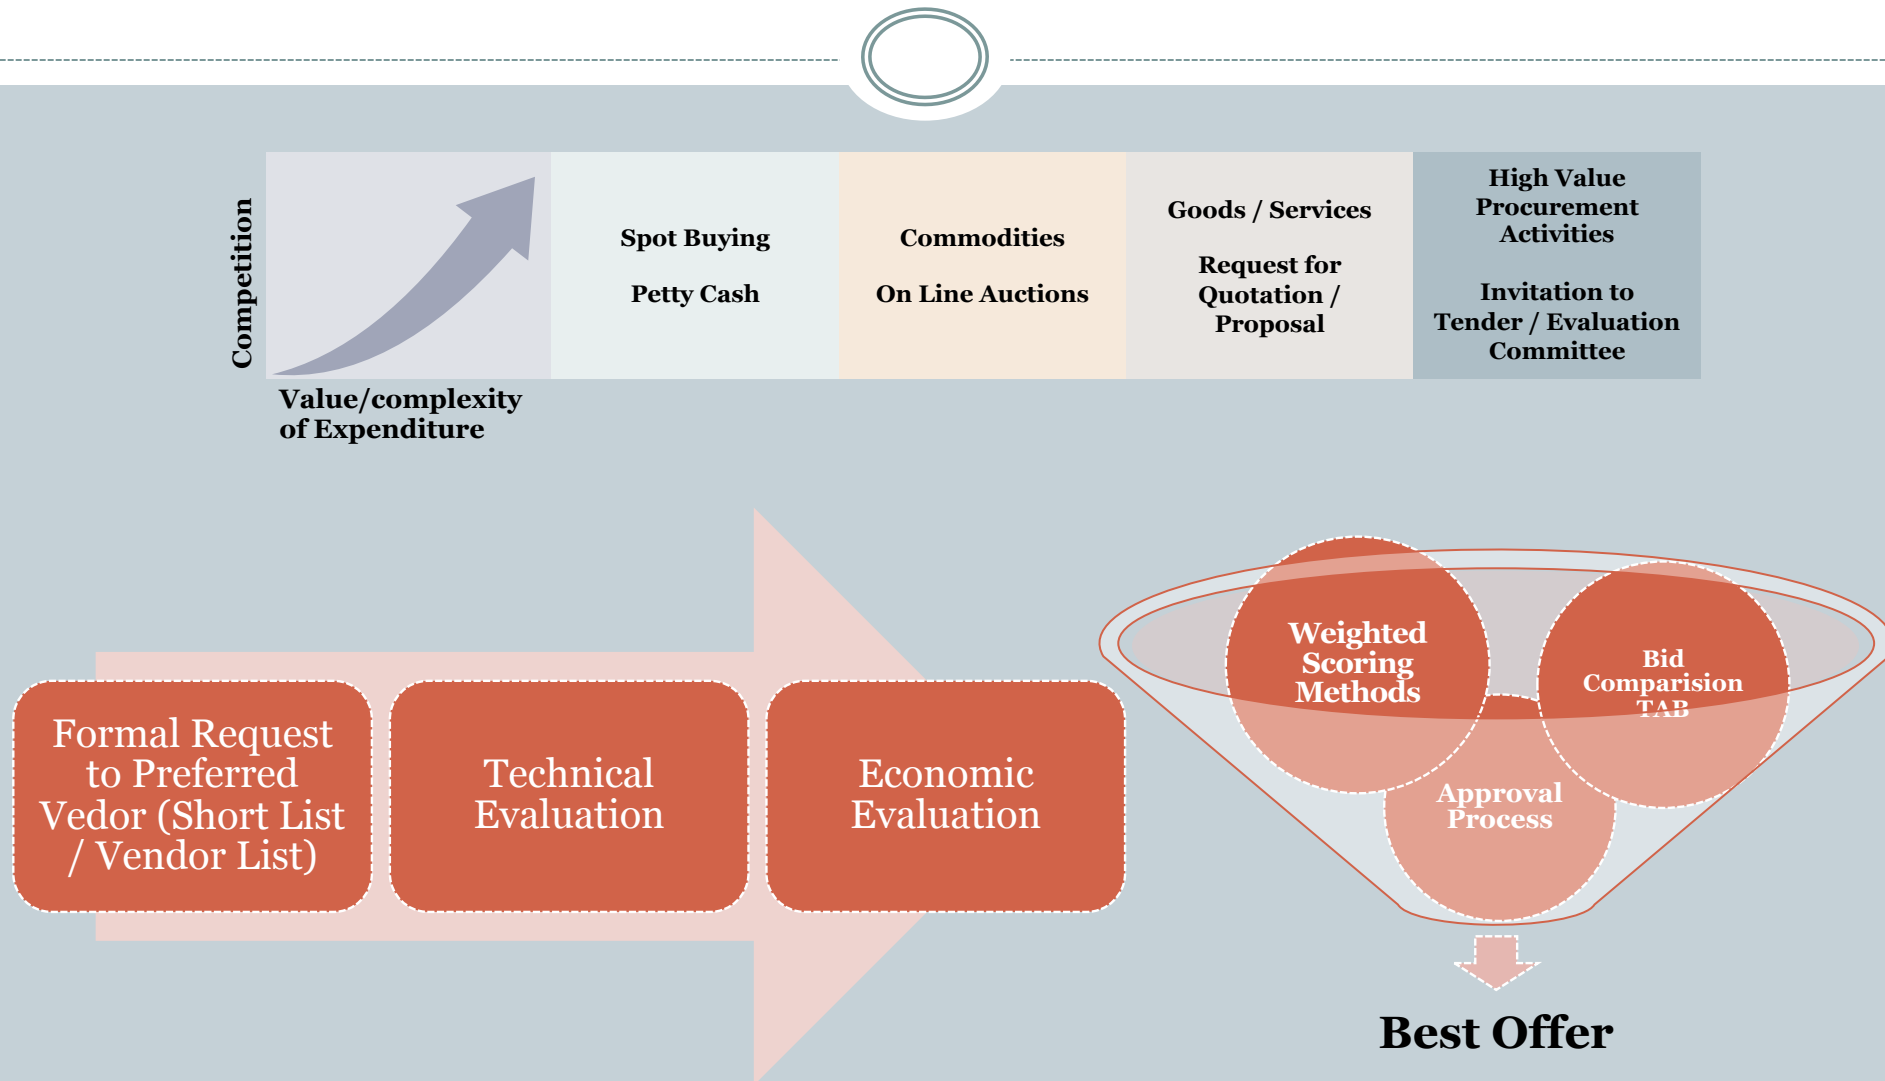 Competition
Value/complexity
of Expenditure
Spot Buying
Petty Cash
Commodities
On Line Auctions
Goods / Services
Request for
Quotation /
Proposal
High Value
Procurement
Activities
Invitation to
Tender / Evaluation
Committee
Formal Request
to Preferred
Vedor (Short List
/ Vendor List)
Technical
Evaluation
Economic
Evaluation
Weighted
Scoring
Methods
Bid
Comparision
TAB
Approval
Process
Best Offer